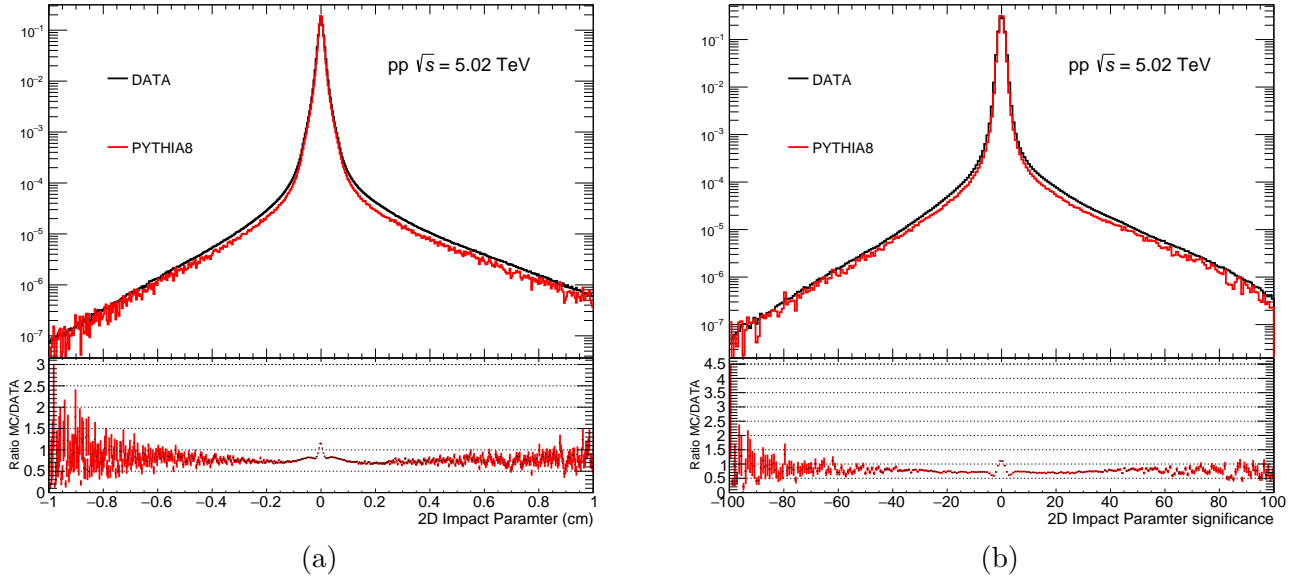 10⁻¹
10⁻²
10⁻³
10⁻⁴
10⁻⁵
10⁻⁶
10⁻⁷
DATA
PYTHIA8
pp √s = 5.02 TeV
3
2.5
2
1.5
1
0.5
0
Ratio MC/DATA
−1 −0.8 −0.6 −0.4 −0.2 0 0.2 0.4 0.6 0.8 1
2D Impact Paramter (cm)
(a)
10⁻¹
10⁻²
10⁻³
10⁻⁴
10⁻⁵
10⁻⁶
10⁻⁷
DATA
PYTHIA8
pp √s = 5.02 TeV
4.5
4
3.5
3
2.5
2
1.5
1
0.5
0
Ratio MC/DATA
−100 −80 −60 −40 −20 0 20 40 60 80 100
2D Impact Paramter significance
(b)